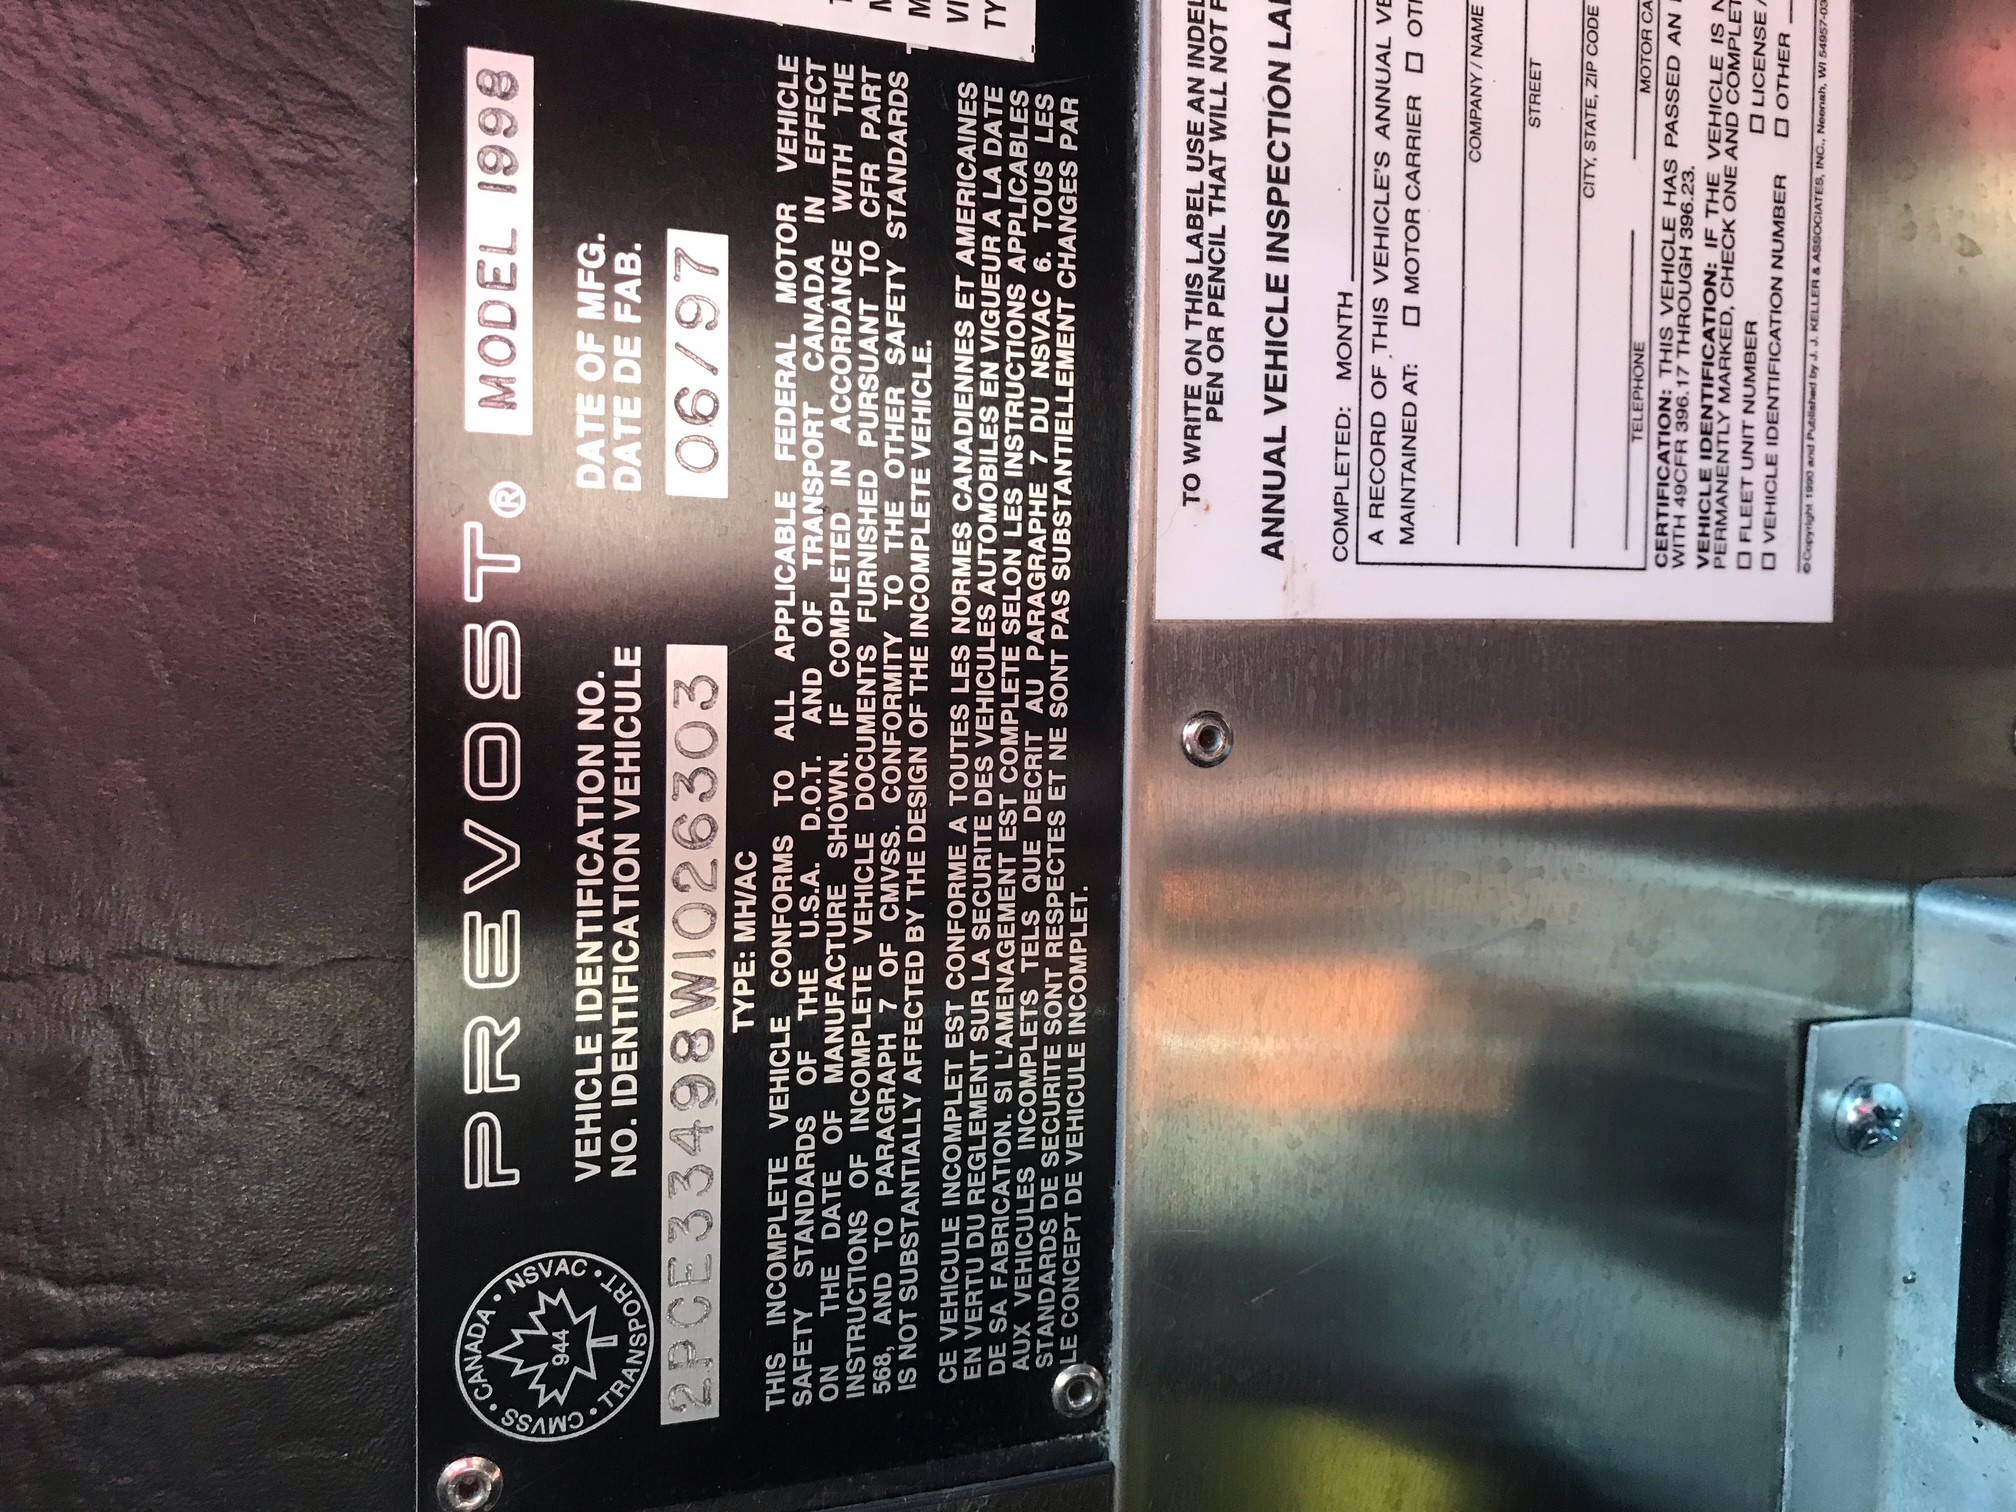 PREVOST® MODEL 1998
CANADA • NSVAC • TRANSPORT • CMVSS •
944
VEHICLE IDENTIFICATION NO.
NO. IDENTIFICATION VEHICULE
DATE OF MFG.
DATE DE FAB.
2PCE33498W1026303
06/97
TYPE: MH/AC
THIS INCOMPLETE VEHICLE CONFORMS TO ALL APPLICABLE FEDERAL MOTOR VEHICLE
SAFETY STANDARDS OF THE U.S.A. D.O.T. AND OF TRANSPORT CANADA IN EFFECT
ON THE DATE OF MANUFACTURE SHOWN. IF COMPLETED IN ACCORDANCE WITH THE
INSTRUCTIONS OF INCOMPLETE VEHICLE DOCUMENTS FURNISHED PURSUANT TO CFR PART
568, AND TO PARAGRAPH 7 OF CMVSS. CONFORMITY TO THE OTHER SAFETY STANDARDS
IS NOT SUBSTANTIALLY AFFECTED BY THE DESIGN OF THE INCOMPLETE VEHICLE.
CE VEHICULE INCOMPLET EST CONFORME A TOUTES LES NORMES CANADIENNES ET AMERICAINES
EN VERTU DU REGLEMENT SUR LA SECURITE DES VEHICULES AUTOMOBILES EN VIGUEUR A LA DATE
DE SA FABRICATION. SI L'AMENAGEMENT EST COMPLETE SELON LES INSTRUCTIONS APPLICABLES
AUX VEHICULES INCOMPLETS TELS QUE DECRIT AU PARAGRAPHE 7 DU NSVAC 6. TOUS LES
STANDARDS DE SECURITE SONT RESPECTES ET NE SONT PAS SUBSTANTIELLEMENT CHANGES PAR
LE CONCEPT DE VEHICULE INCOMPLET.
TO WRITE ON THIS LABEL USE AN INDEL
PEN OR PENCIL THAT WILL NOT
ANNUAL VEHICLE INSPECTION LA
COMPLETED: MONTH
A RECORD OF THIS VEHICLE'S ANNUAL VE
MAINTAINED AT: □ MOTOR CARRIER □ OT
COMPANY / NAME
STREET
CITY, STATE, ZIP CODE
TELEPHONE MOTOR CA
CERTIFICATION: THIS VEHICLE HAS PASSED AN
WITH 49CFR 396.17 THROUGH 396.23.
VEHICLE IDENTIFICATION: IF THE VEHICLE IS N
PERMANENTLY MARKED, CHECK ONE AND COMPLET
□ FLEET UNIT NUMBER □ LICENSE
□ VEHICLE IDENTIFICATION NUMBER □ OTHER
©Copyright 1990 and Published by J. J. KELLER & ASSOCIATES, INC., Neenah, WI 54957-03